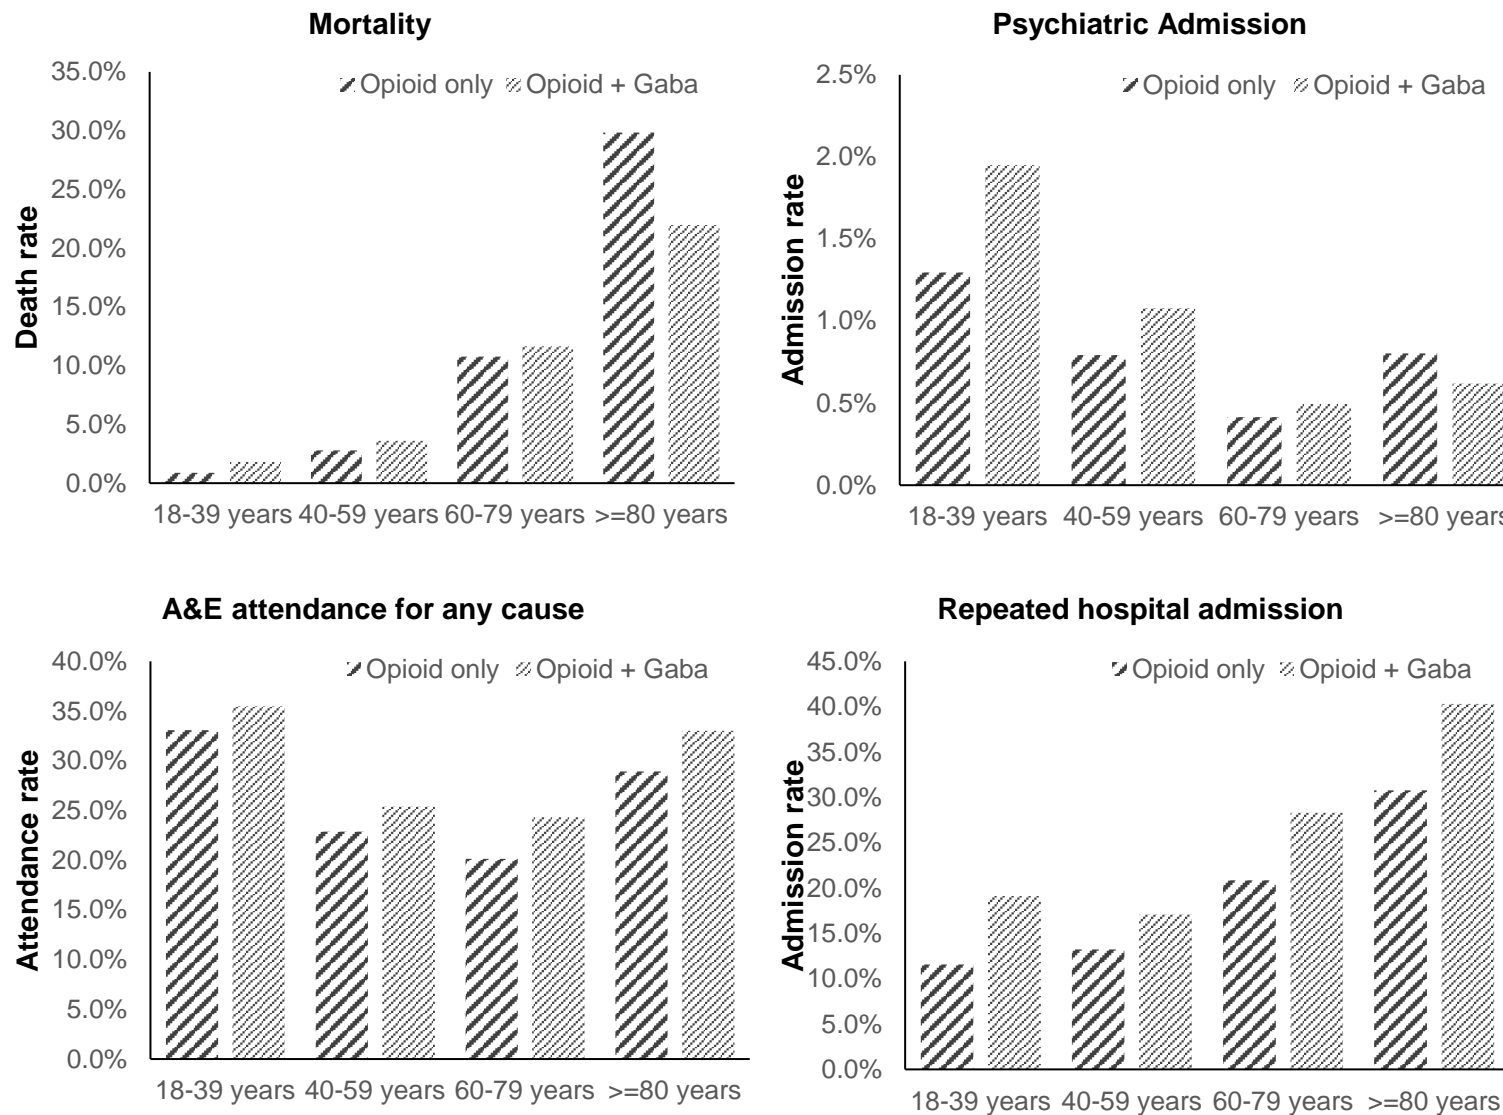 Mortality
Opioid only Opioid + Gaba
35.0%
30.0%
25.0%
20.0%
15.0%
10.0%
5.0%
0.0%
Death rate
18-39 years 40-59 years 60-79 years >=80 years
Psychiatric Admission
Opioid only Opioid + Gaba
2.5%
2.0%
1.5%
1.0%
0.5%
0.0%
Admission rate
18-39 years 40-59 years 60-79 years >=80 years
A&E attendance for any cause
Opioid only Opioid + Gaba
40.0%
35.0%
30.0%
25.0%
20.0%
15.0%
10.0%
5.0%
0.0%
Attendance rate
18-39 years 40-59 years 60-79 years >=80 years
Repeated hospital admission
Opioid only Opioid + Gaba
45.0%
40.0%
35.0%
30.0%
25.0%
20.0%
15.0%
10.0%
5.0%
0.0%
Admission rate
18-39 years 40-59 years 60-79 years >=80 years